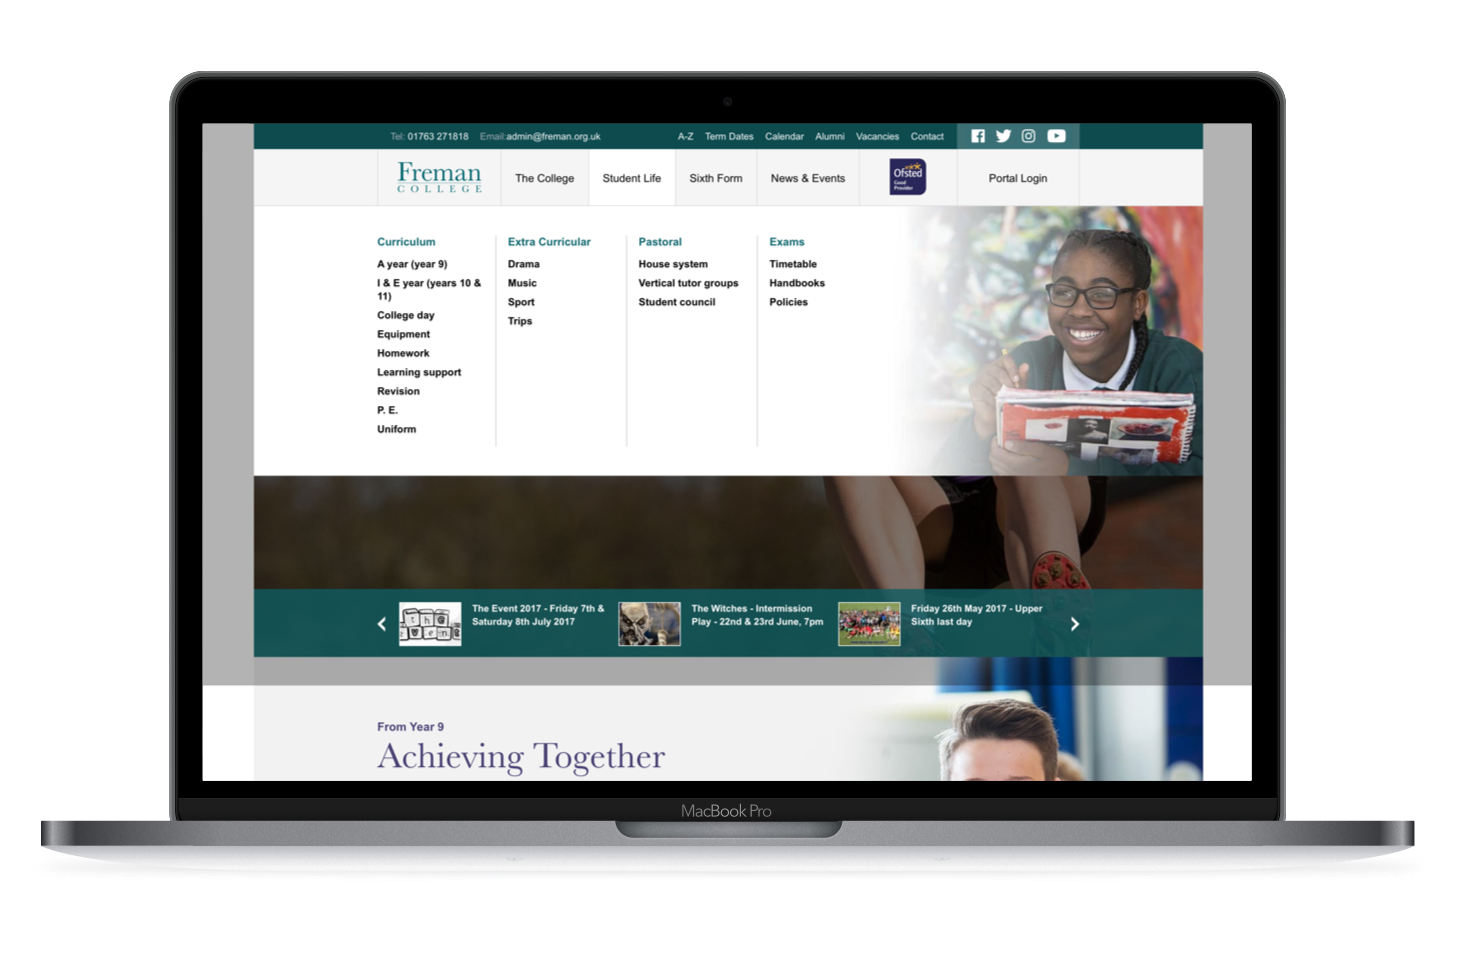 Tel: 01763 271818 Email:admin@freman.org.uk A-Z Term Dates Calendar Alumni Vacancies Contact
Freman
COLLEGE
The College Student Life Sixth Form News & Events
Ofsted
Good
Provider
Portal Login
Curriculum
A year (year 9)
I & E year (years 10 &
11)
College day
Equipment
Homework
Learning support
Revision
P. E.
Uniform
Extra Curricular
Drama
Music
Sport
Trips
Pastoral
House system
Vertical tutor groups
Student council
Exams
Timetable
Handbooks
Policies
The Event 2017 - Friday 7th &
Saturday 8th July 2017
The Witches - Intermission
Play - 22nd & 23rd June, 7pm
Friday 26th May 2017 - Upper
Sixth last day
From Year 9
Achieving Together
MacBook Pro